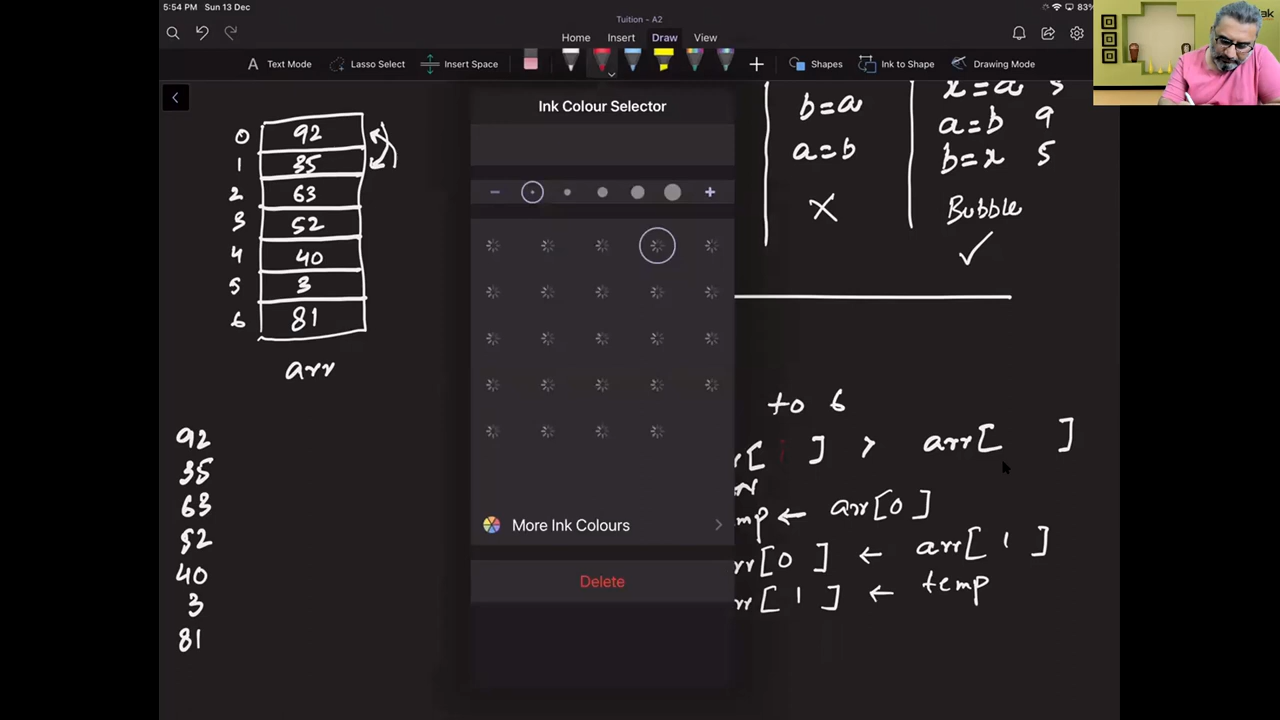 5:54 PM Sun 13 Dec
83%
Tuition - A2
Home Insert Draw View
Text Mode Lasso Select Insert Space Shapes Ink to Shape Drawing Mode
Ink Colour Selector
More Ink Colours
Delete
0 92
1 35
2 63
3 52
4 40
5 3
6 81
arr
92
35
63
52
40
3
81
b=a
a=b
x=a 5
a=b 9
b=x 5
Bubble
to 6
r[ i ] > arr[ ]
mp ← arr[0]
rr[0 ] ← arr[ 1 ]
rr[ 1 ] ← temp